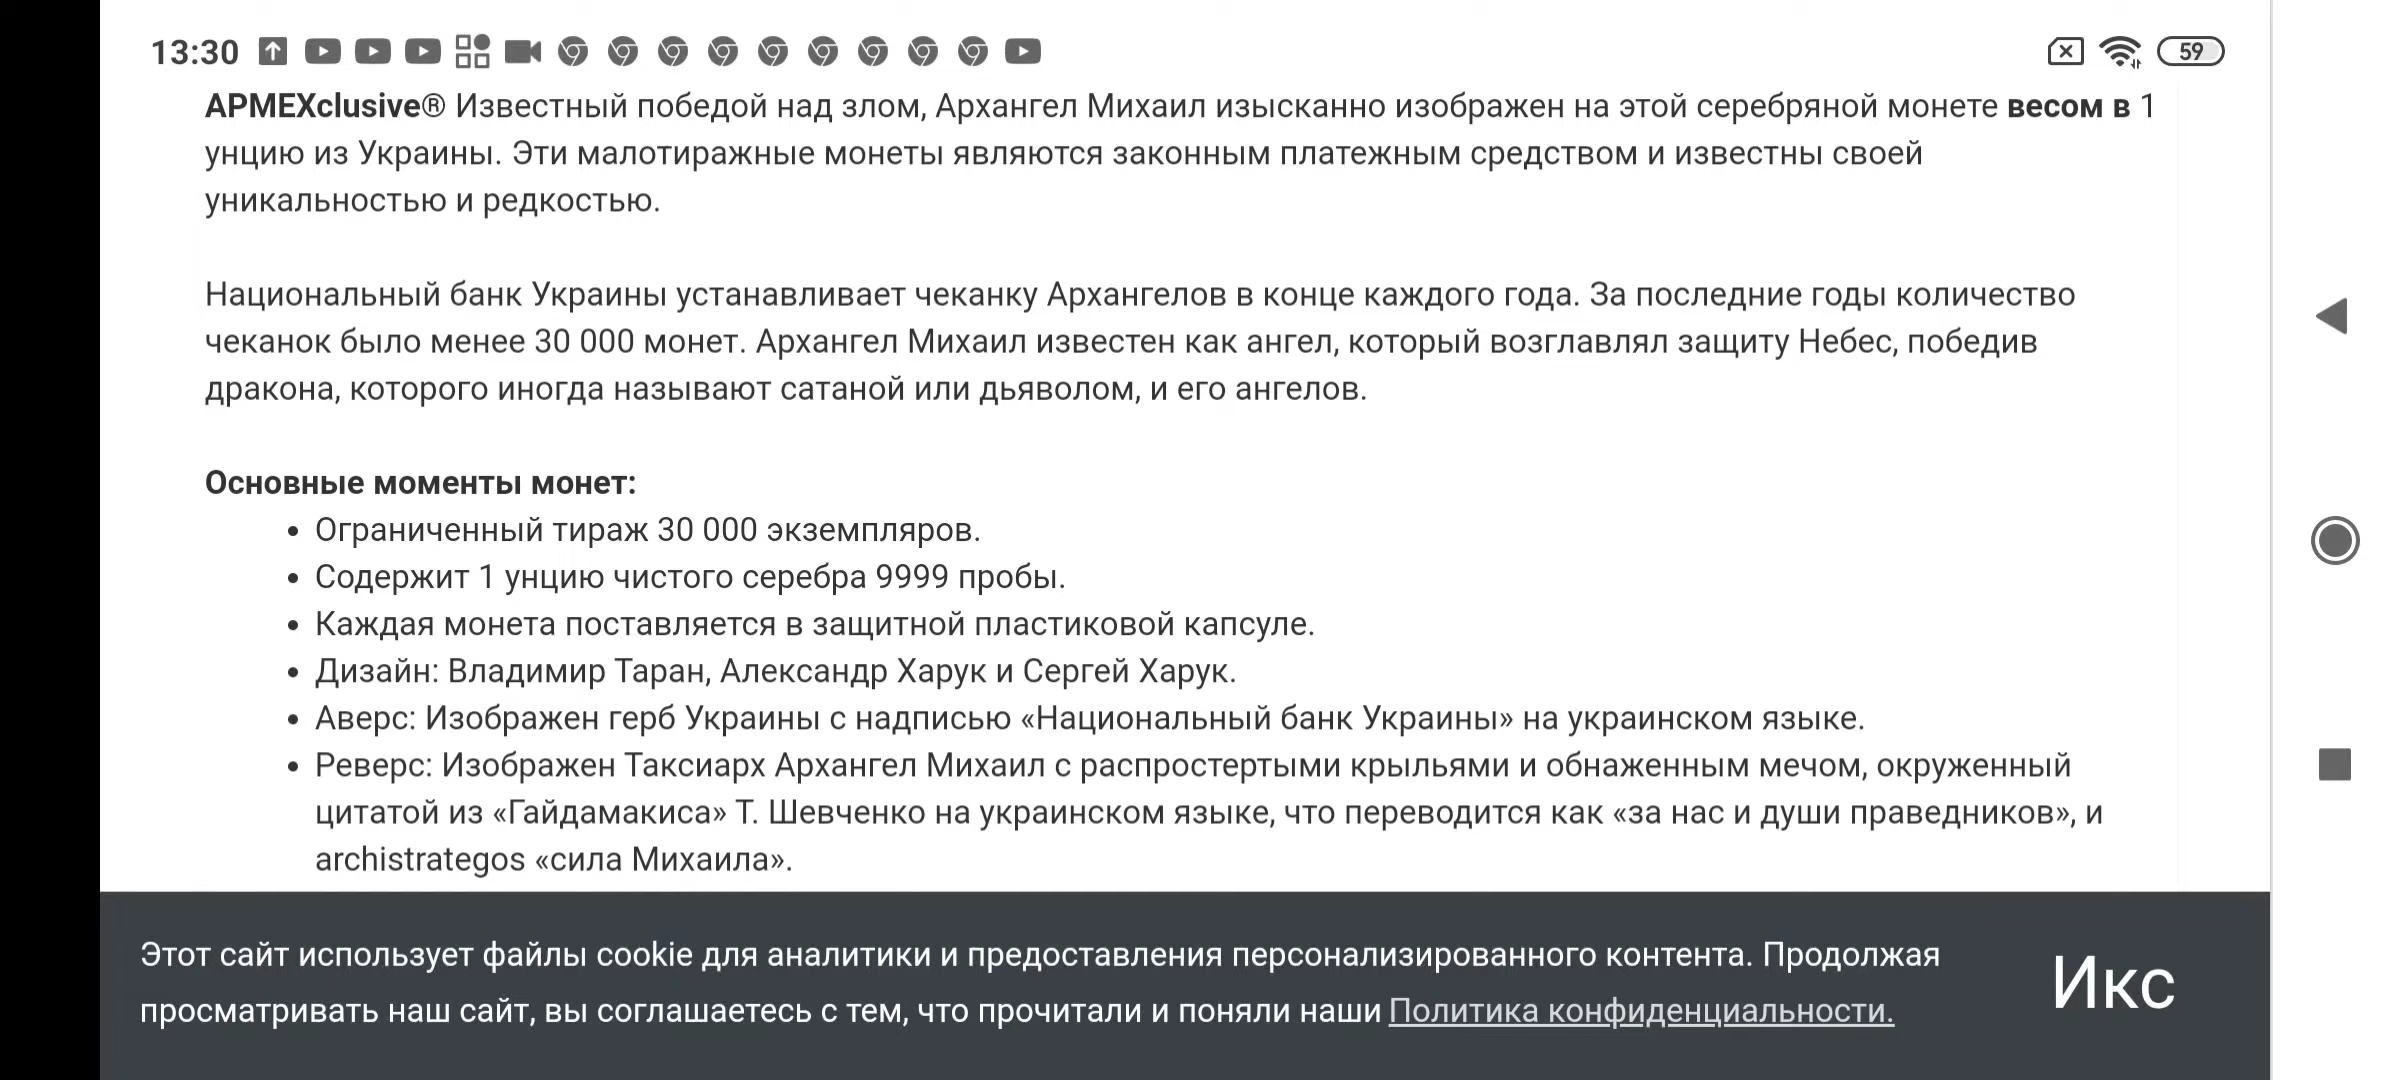 13:30
59
APMEXclusive® Известный победой над злом, Архангел Михаил изысканно изображен на этой серебряной монете весом в 1
унцию из Украины. Эти малотиражные монеты являются законным платежным средством и известны своей
уникальностью и редкостью.
Национальный банк Украины устанавливает чеканку Архангелов в конце каждого года. За последние годы количество
чеканок было менее 30 000 монет. Архангел Михаил известен как ангел, который возглавлял защиту Небес, победив
дракона, которого иногда называют сатаной или дьяволом, и его ангелов.
Основные моменты монет:
• Ограниченный тираж 30 000 экземпляров.
• Содержит 1 унцию чистого серебра 9999 пробы.
• Каждая монета поставляется в защитной пластиковой капсуле.
• Дизайн: Владимир Таран, Александр Харук и Сергей Харук.
• Аверс: Изображен герб Украины с надписью «Национальный банк Украины» на украинском языке.
• Реверс: Изображен Таксиарх Архангел Михаил с распростертыми крыльями и обнаженным мечом, окруженный
цитатой из «Гайдамакиса» Т. Шевченко на украинском языке, что переводится как «за нас и души праведников», и
archistrategos «сила Михаила».
Этот сайт использует файлы cookie для аналитики и предоставления персонализированного контента. Продолжая
просматривать наш сайт, вы соглашаетесь с тем, что прочитали и поняли наши Политика конфиденциальности.
Икс